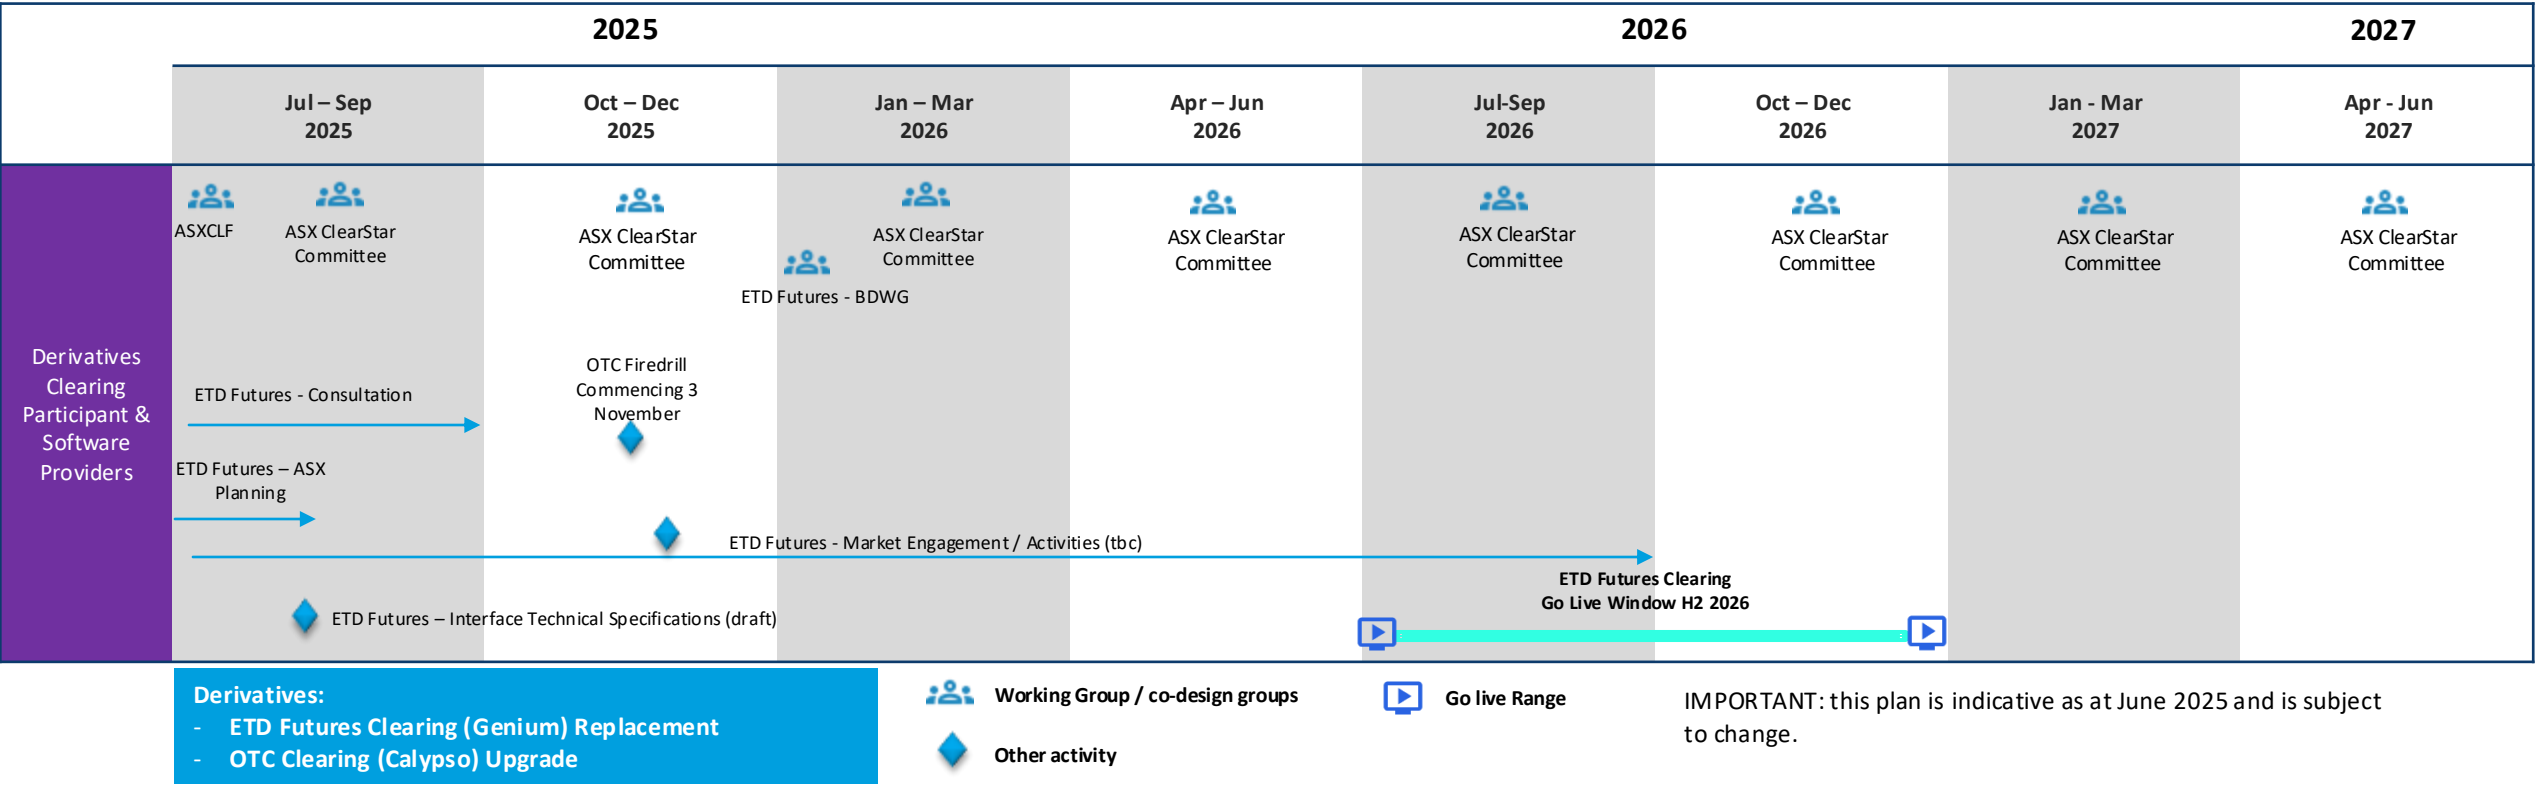 2025
2026
2027
Jul – Sep
2025
Oct – Dec
2025
Jan – Mar
2026
Apr – Jun
2026
Jul-Sep
2026
Oct – Dec
2026
Jan - Mar
2027
Apr - Jun
2027
Derivatives
Clearing
Participant &
Software
Providers
ASXCLF
ASX ClearStar
Committee
ASX ClearStar
Committee
ASX ClearStar
Committee
ASX ClearStar
Committee
ASX ClearStar
Committee
ASX ClearStar
Committee
ASX ClearStar
Committee
ASX ClearStar
Committee
ETD Futures - BDWG
ETD Futures - Consultation
OTC Firedrill
Commencing 3
November
ETD Futures – ASX
Planning
ETD Futures - Market Engagement / Activities (tbc)
ETD Futures – Interface Technical Specifications (draft)
ETD Futures Clearing
Go Live Window H2 2026
Derivatives:
- ETD Futures Clearing (Genium) Replacement
- OTC Clearing (Calypso) Upgrade
Working Group / co-design groups
Other activity
Go live Range
IMPORTANT: this plan is indicative as at June 2025 and is subject
to change.